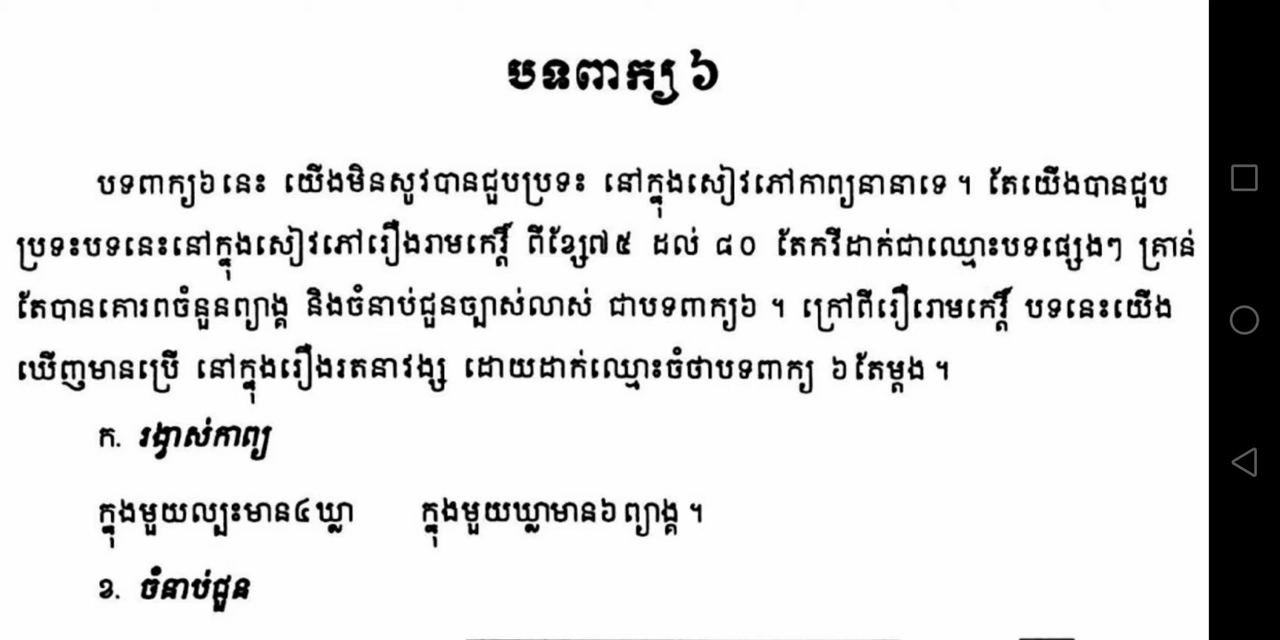 បទពាក្យ ៦
បទពាក្យ៦នេះ យើងមិនសូវបានជួបប្រទះ នៅក្នុងសៀវភៅកាព្យនានាទេ ។ តែយើងបានជួប
ប្រទះបទនេះនៅក្នុងសៀវភៅរឿងរាមកេរ្តិ៍ ពីខ្សែ៧៥ ដល់ ៨០ តែកវីដាក់ជាឈ្មោះបទផ្សេងៗ គ្រាន់
តែបានគោរពចំនួនព្យាង្គ និងចំនាប់ជួនច្បាស់លាស់ ជាបទពាក្យ៦ ។ ក្រៅពីរឿរោមកេរ្តិ៍ បទនេះយើង
ឃើញមានប្រើ នៅក្នុងរឿងរតនាវង្ស ដោយដាក់ឈ្មោះចំថាបទពាក្យ ៦តែម្តង ។
ក. រង្វាស់កាព្យ
ក្នុងមួយល្បះមាន៤ឃ្លា ក្នុងមួយឃ្លាមាន៦ព្យាង្គ ។
ខ. ចំនាប់ជួន